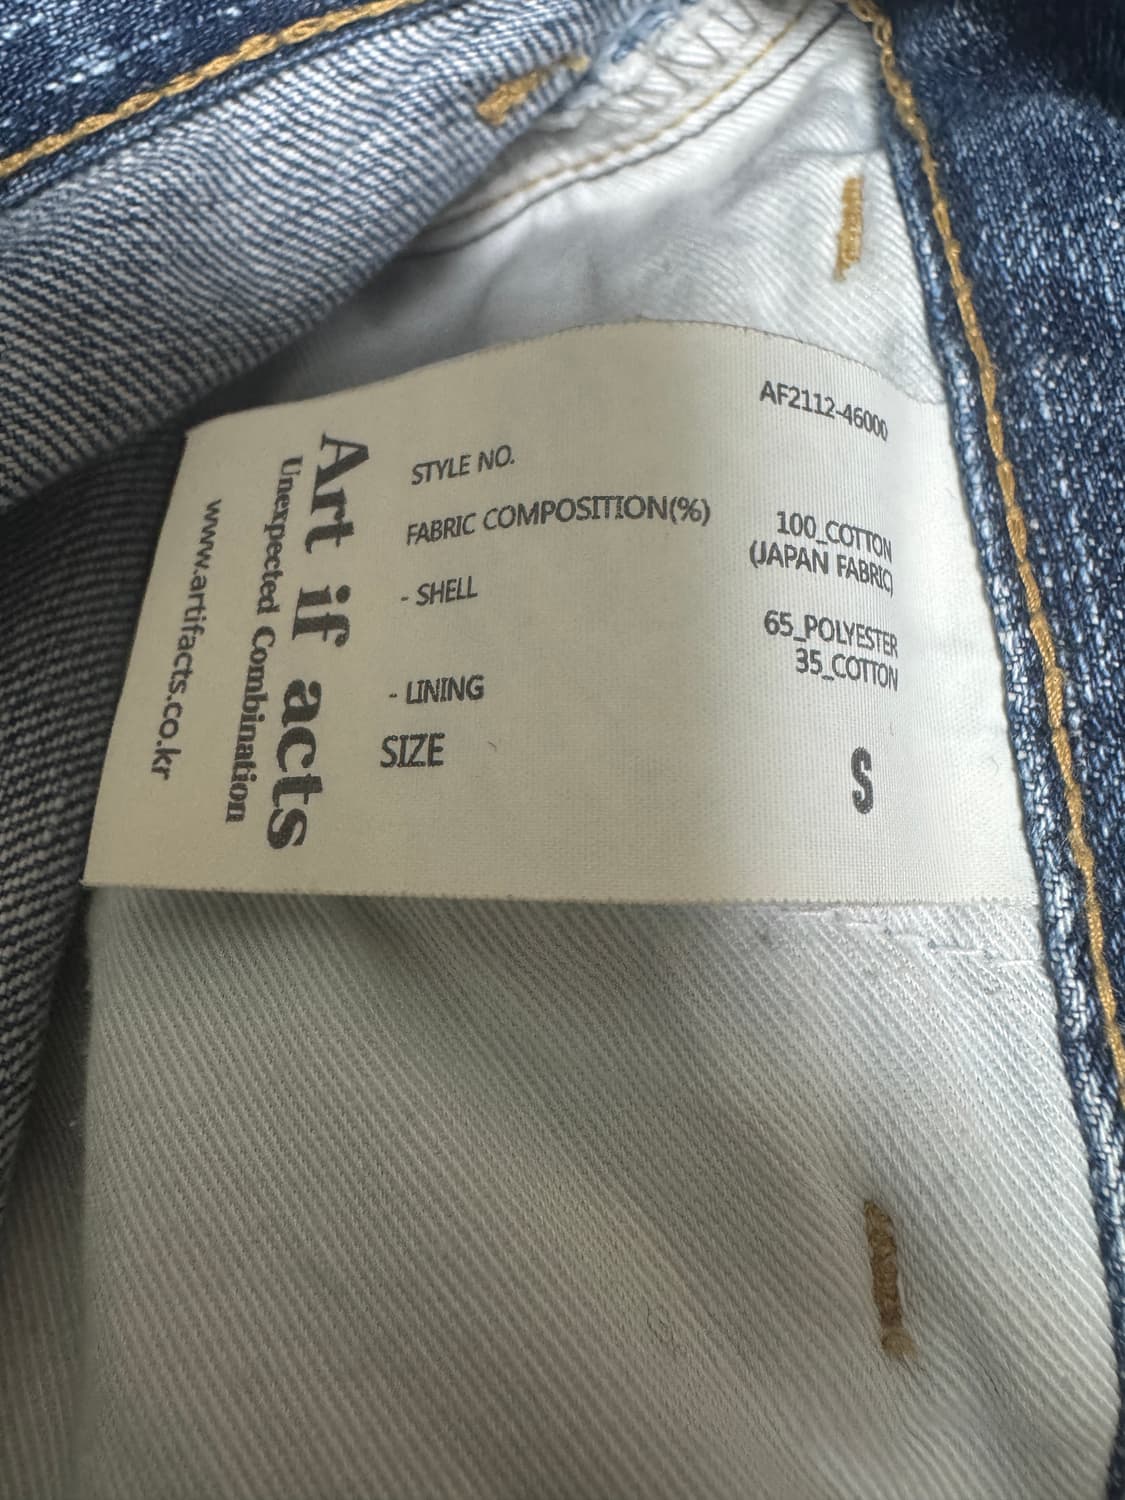 Art if acts
Unexpected Combination
www.artifacts.co.kr
STYLE NO. AF2112-46000
FABRIC COMPOSITION(%)
- SHELL 100_COTTON
(JAPAN FABRIC)
- LINING 65_POLYESTER
35_COTTON
SIZE S